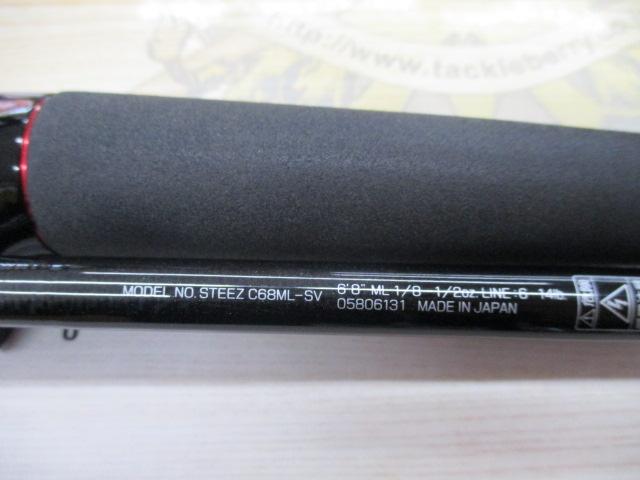 http://www.tackleberry.co
MODEL NO. STEEZ C68ML-SV 6'8" ML 1/8 - 1/2oz. LINE : 6 - 14lb.
05806131 MADE IN JAPAN